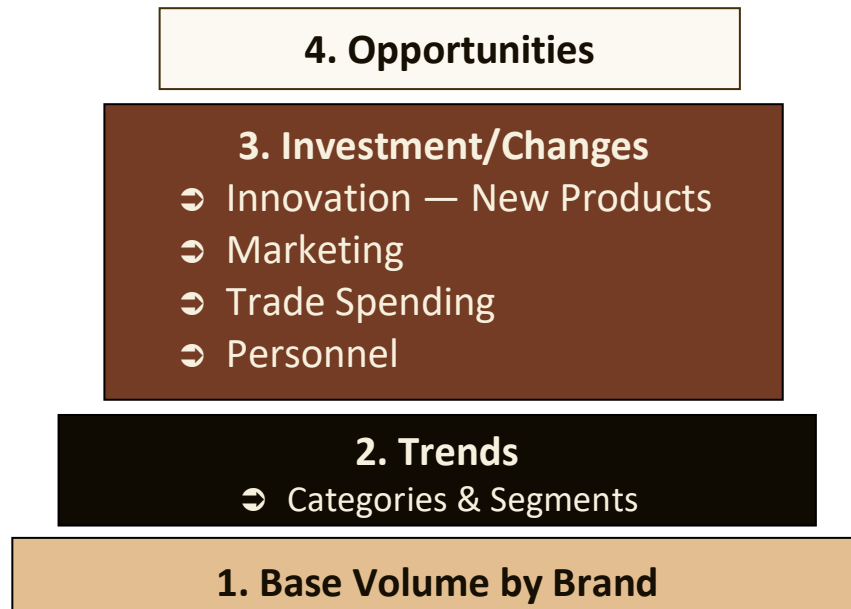 4. Opportunities
3. Investment/Changes
➲ Innovation — New Products
➲ Marketing
➲ Trade Spending
➲ Personnel
2. Trends
➲ Categories & Segments
1. Base Volume by Brand